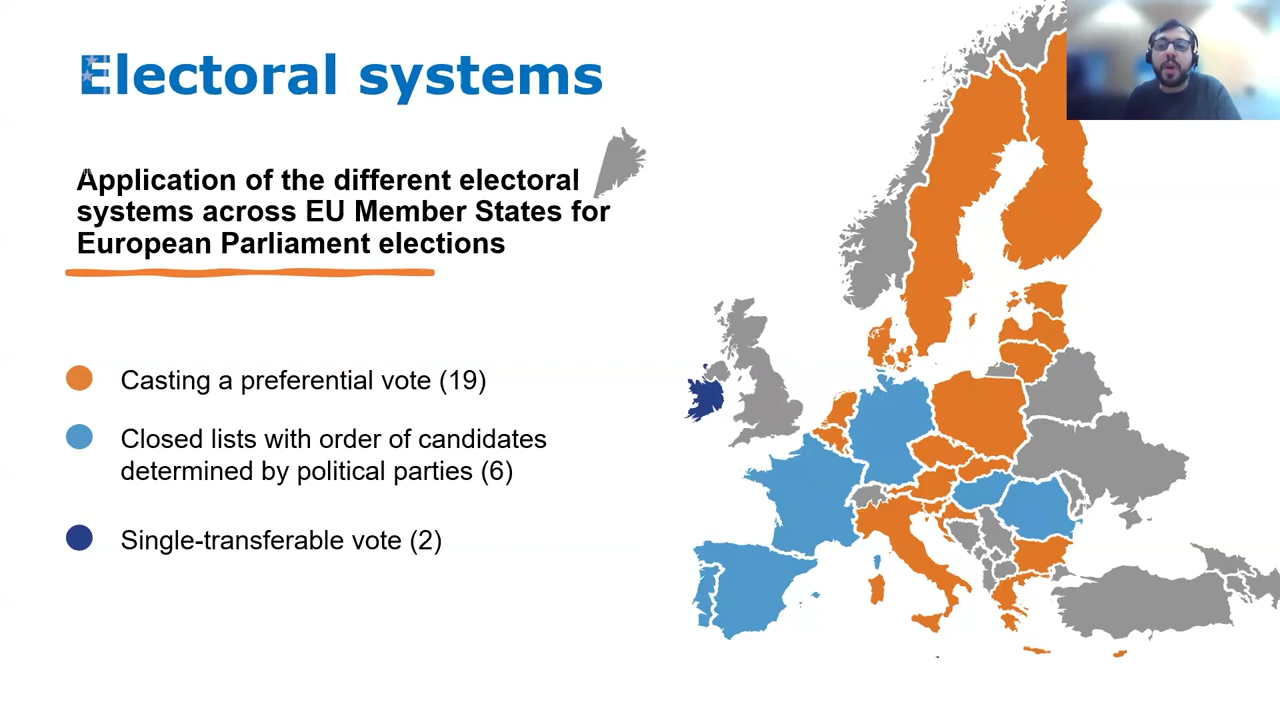 Electoral systems
Application of the different electoral
systems across EU Member States for
European Parliament elections
Casting a preferential vote (19)
Closed lists with order of candidates
determined by political parties (6)
Single-transferable vote (2)